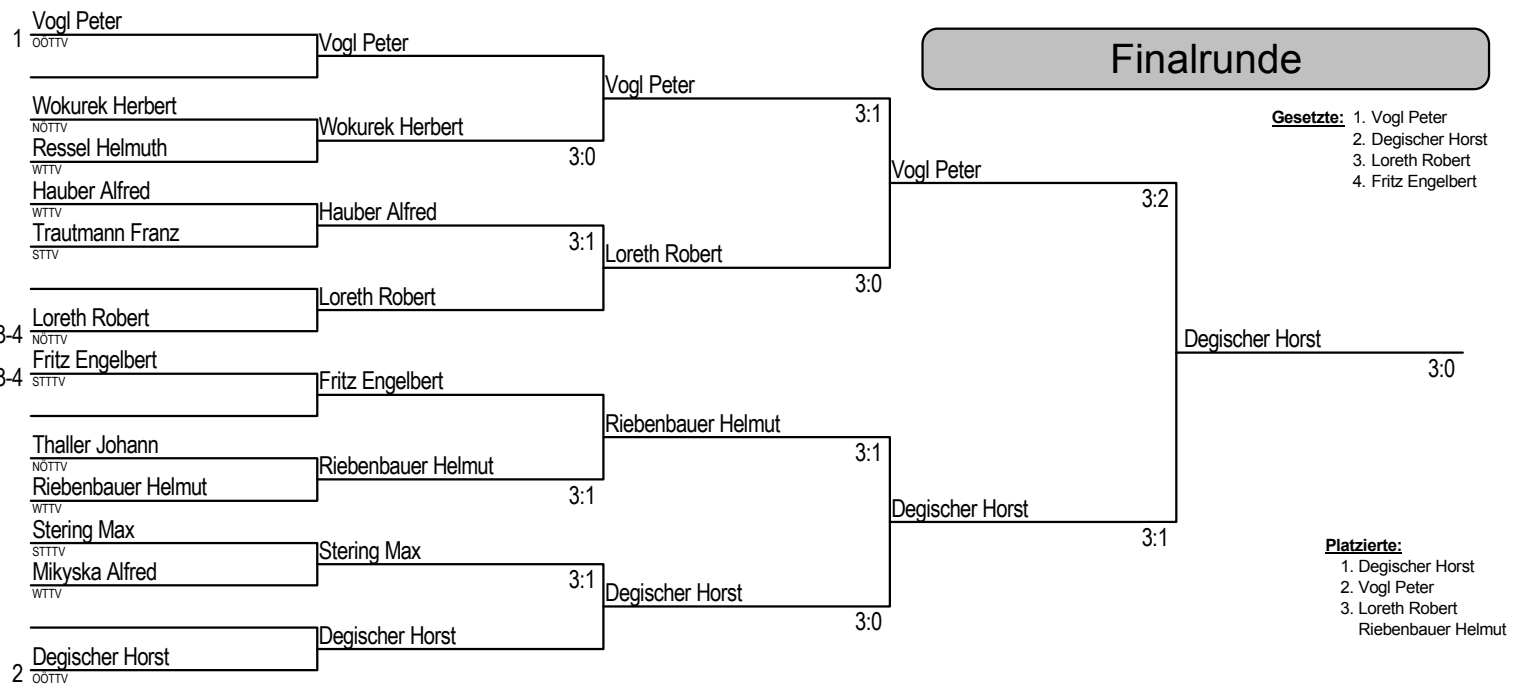 Finalrunde
Gesetzte: 1. Vogl Peter
2. Degischer Horst
3. Loreth Robert
4. Fritz Engelbert
1 Vogl Peter
OÖTTV
Wokurek Herbert
NÖTTV
Ressel Helmuth
WTTV
Hauber Alfred
WTTV
Trautmann Franz
STTV
3-4 Loreth Robert
NÖTTV
3-4 Fritz Engelbert
STTTV
Thaller Johann
NÖTTV
Riebenbauer Helmut
WTTV
Stering Max
STTTV
Mikyska Alfred
WTTV
2 Degischer Horst
OÖTTV
Vogl Peter
Wokurek Herbert
3:0
Hauber Alfred
3:1
Loreth Robert
Fritz Engelbert
Riebenbauer Helmut
3:1
Stering Max
3:1
Degischer Horst
Vogl Peter
3:1
Loreth Robert
3:0
Riebenbauer Helmut
3:1
Degischer Horst
3:0
Vogl Peter
3:2
Degischer Horst
3:1
Degischer Horst
3:0
Platzierte:
1. Degischer Horst
2. Vogl Peter
3. Loreth Robert
Riebenbauer Helmut